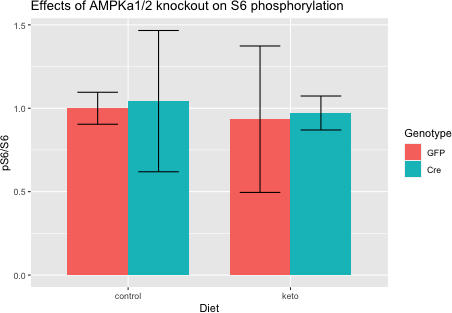 Effects of AMPKa1/2 knockout on S6 phosphorylation
1.5
1.0
0.5
0.0
pS6/S6
control
keto
Diet
Genotype
GFP
Cre